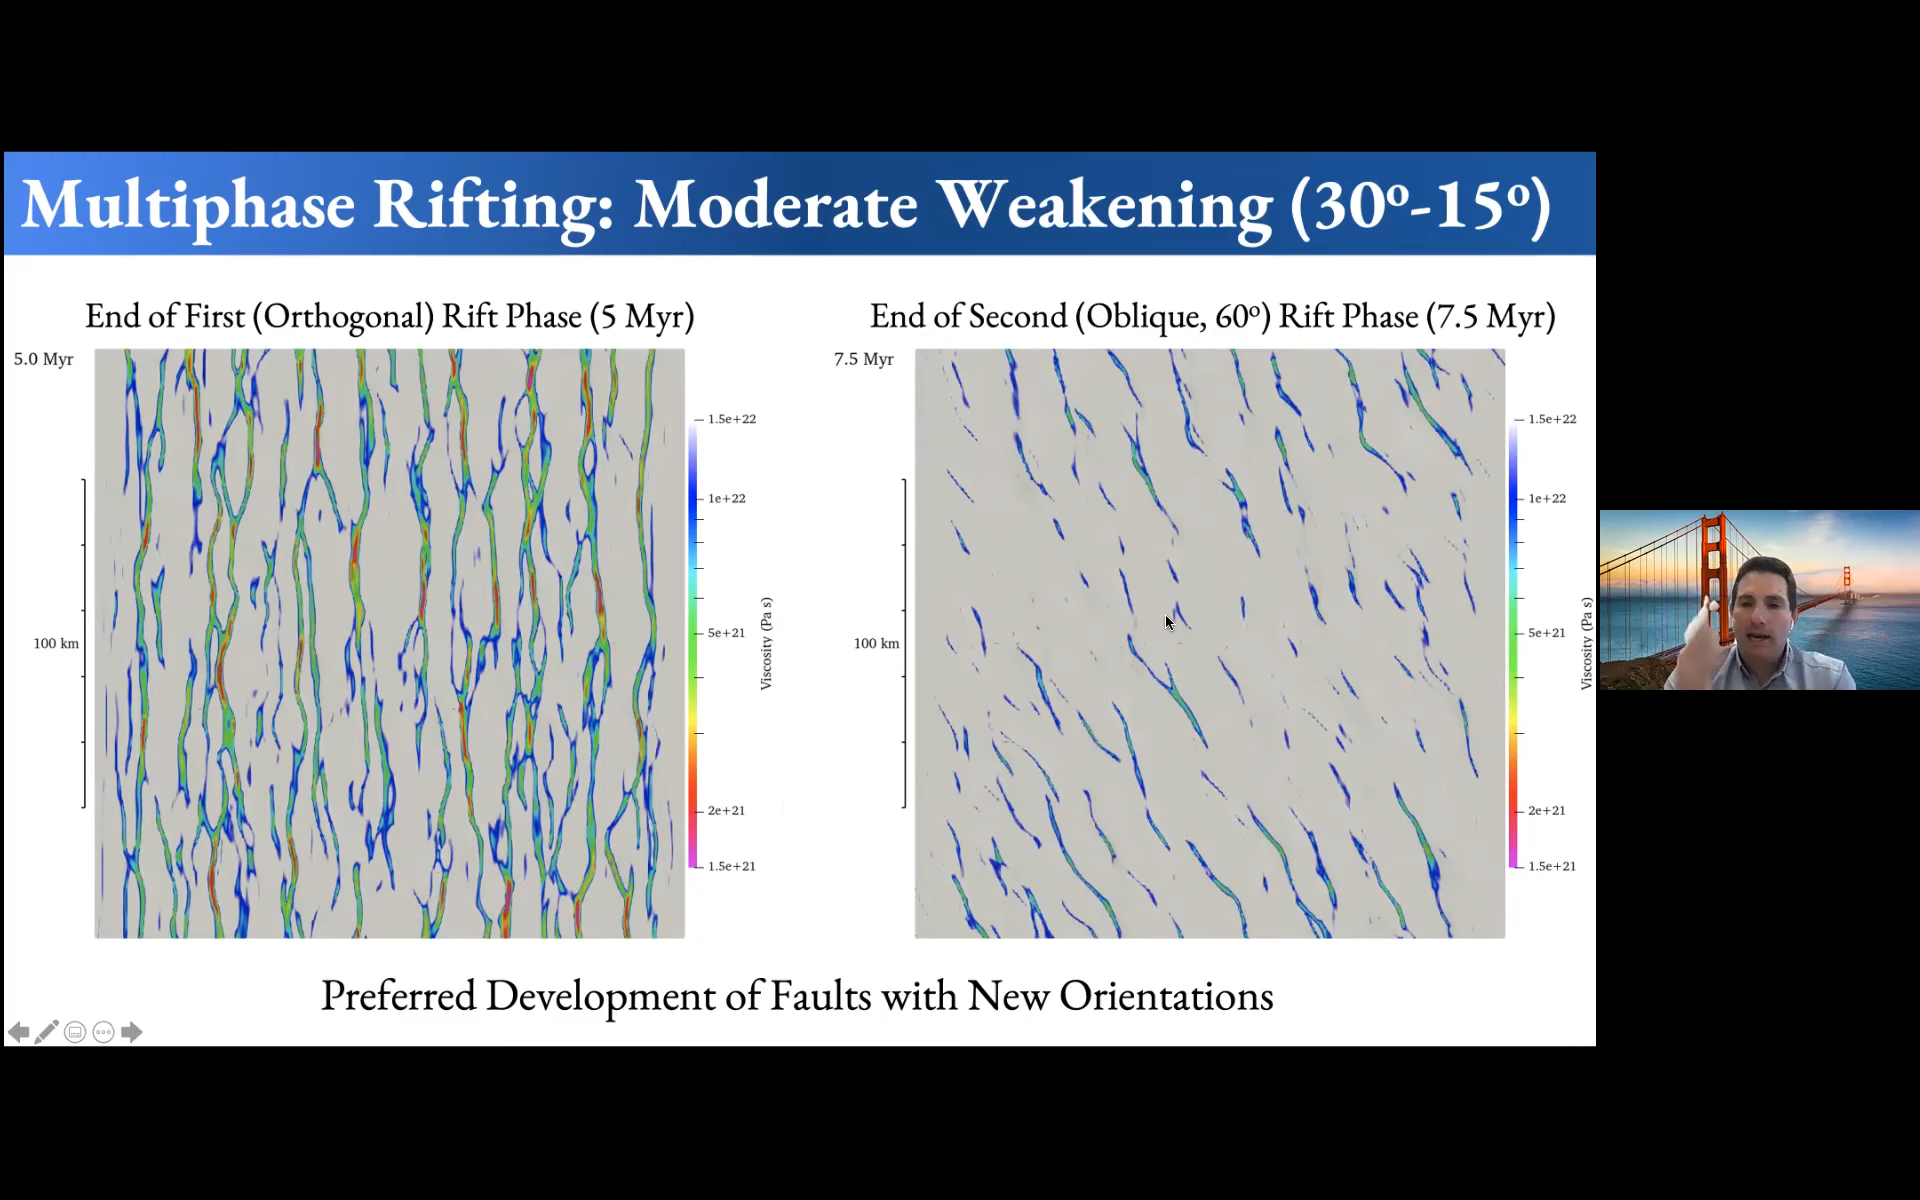 Multiphase Rifting: Moderate Weakening (30º-15º)
End of First (Orthogonal) Rift Phase (5 Myr)
5.0 Myr
100 km
1.5e+22
1e+22
5e+21
2e+21
1.5e+21
Viscosity (Pa s)
End of Second (Oblique, 60º) Rift Phase (7.5 Myr)
7.5 Myr
100 km
1.5e+22
1e+22
5e+21
2e+21
1.5e+21
Viscosity (Pa s)
Preferred Development of Faults with New Orientations